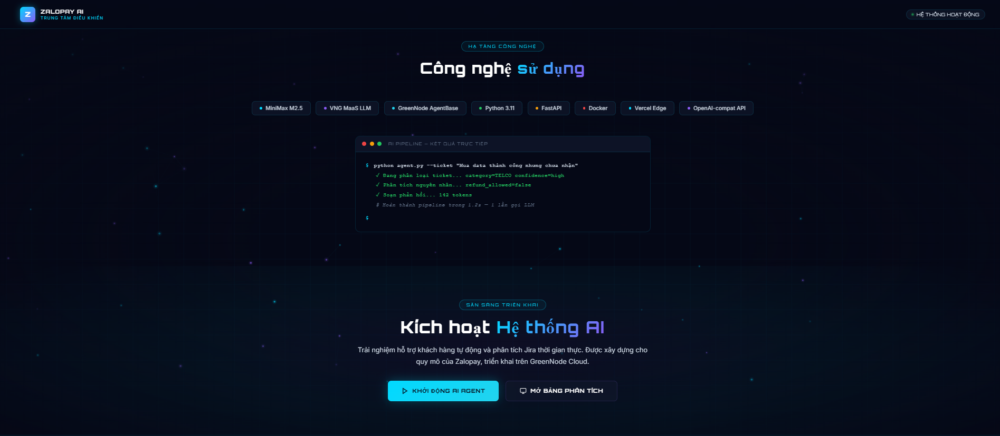 Z
ZALOPAY AI
TRUNG TÂM ĐIỀU KHIỂN
HỆ THỐNG HOẠT ĐỘNG
HẠ TẦNG CÔNG NGHỆ
Công nghệ sử dụng
MiniMax M2.5
VNG MaaS LLM
GreenNode AgentBase
Python 3.11
FastAPI
Docker
Vercel Edge
OpenAI-compat API
AI PIPELINE — KẾT QUẢ TRỰC TIẾP
$ python agent.py --ticket "Mua data thành công nhưng chưa nhận"
✓ Đang phân loại ticket... category=TELCO confidence=high
✓ Phân tích nguyên nhân... refund_allowed=false
✓ Soạn phản hồi... 142 tokens
# Hoàn thành pipeline trong 1.2s — 1 lần gọi LLM
$
SẴN SÀNG TRIỂN KHAI
Kích hoạt Hệ thống AI
Trải nghiệm hỗ trợ khách hàng tự động và phân tích Jira thời gian thực. Được xây dựng cho
quy mô của Zalopay, triển khai trên GreenNode Cloud.
KHỞI ĐỘNG AI AGENT
MỞ BẢNG PHÂN TÍCH